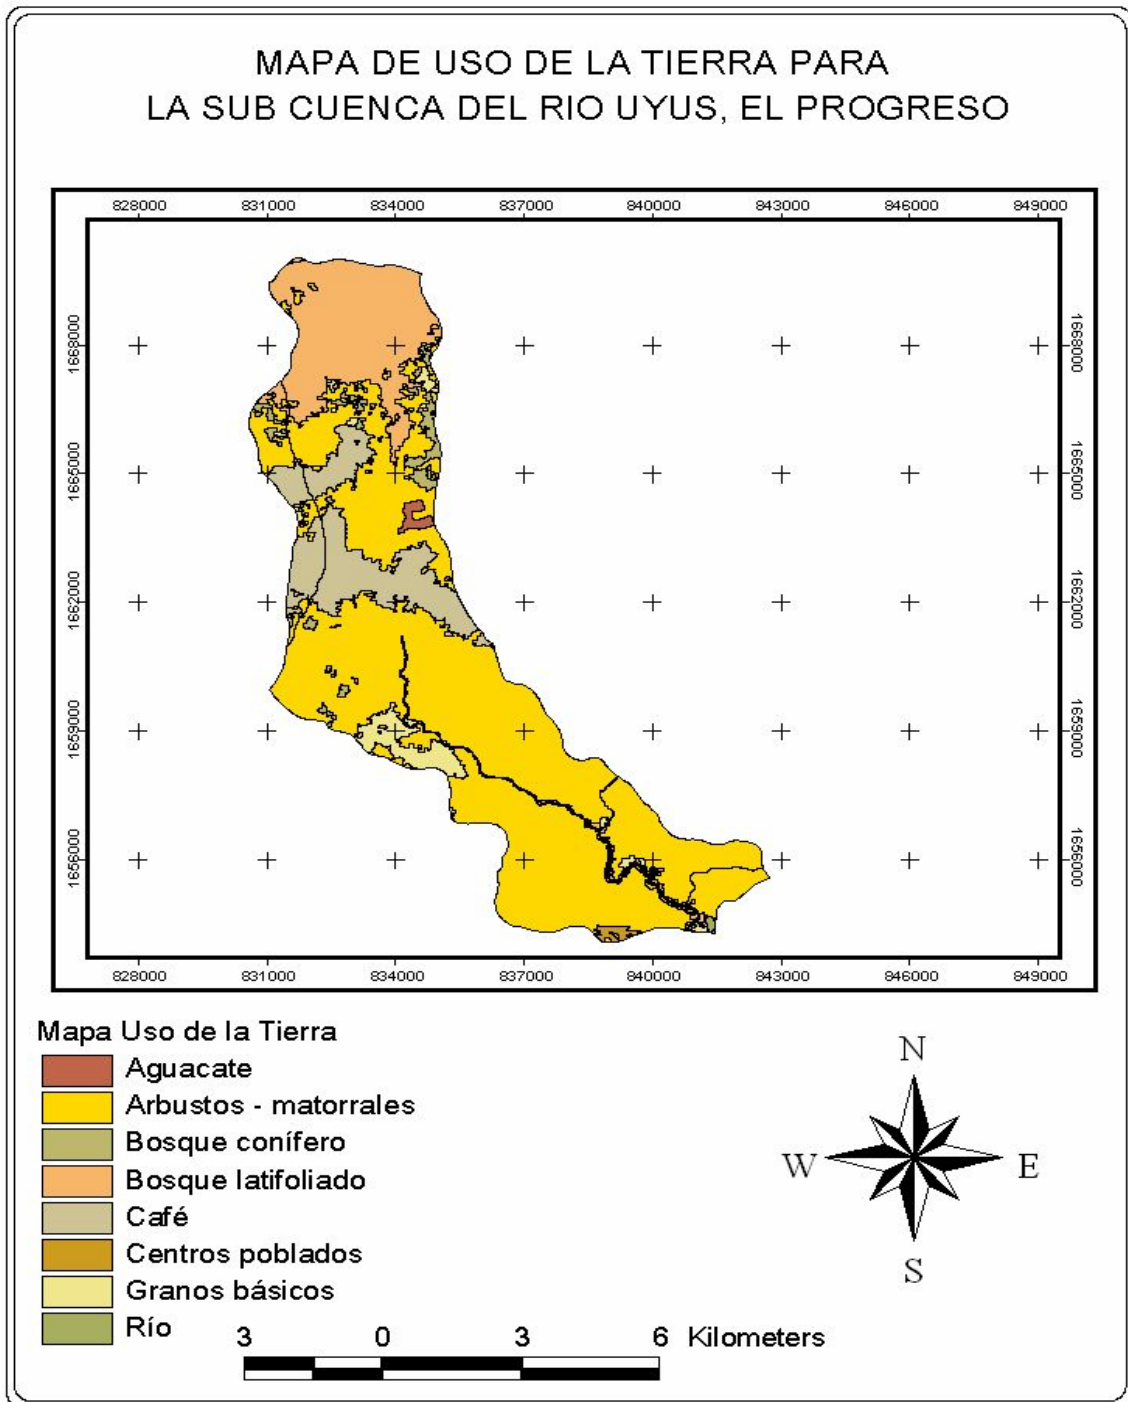 MAPA DE USO DE LA TIERRA PARA
LA SUB CUENCA DEL RIO UYUS, EL PROGRESO
828000 831000 834000 837000 840000 843000 846000 849000
1668000 1668000
1665000 1665000
1662000 1662000
1659000 1659000
1656000 1656000
828000 831000 834000 837000 840000 843000 846000 849000
Mapa Uso de la Tierra
Aguacate
Arbustos - matorrales
Bosque conífero
Bosque latifoliado
Café
Centros poblados
Granos básicos
Río
N
W E
S
3 0 3 6 Kilometers